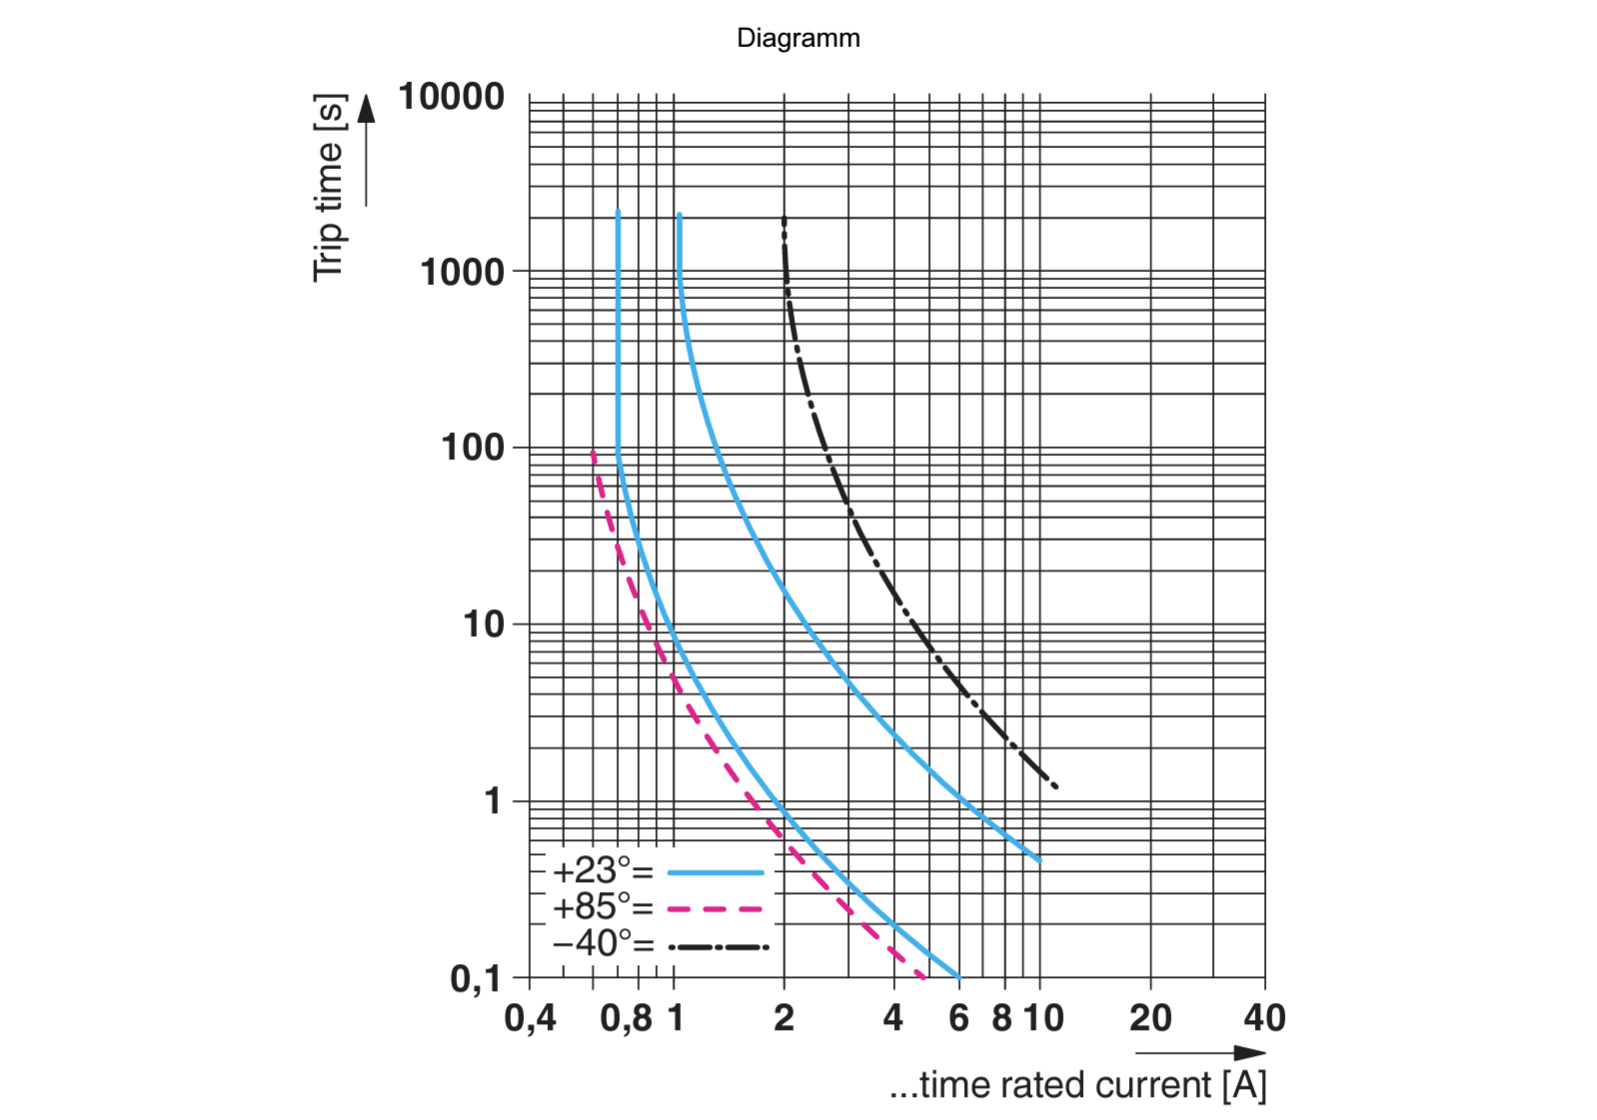 Diagramm
Trip time [s]
10000
1000
100
10
1
0,1
+23°=
+85°=
−40°=
0,4 0,8 1 2 4 6 8 10 20 40
...time rated current [A]